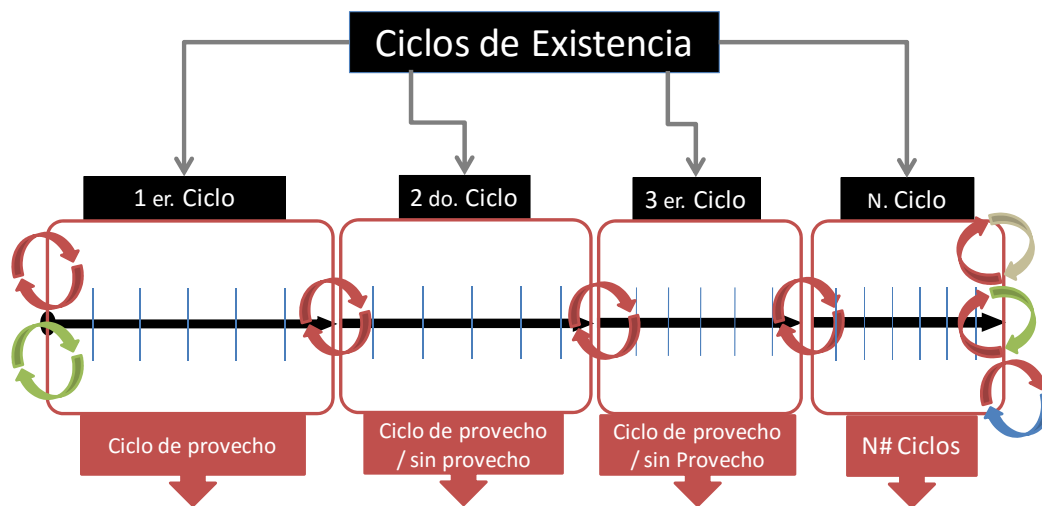 Ciclos de Existencia
1 er. Ciclo
2 do. Ciclo
3 er. Ciclo
N. Ciclo
Ciclo de provecho
Ciclo de provecho
/ sin provecho
Ciclo de provecho
/ sin Provecho
N# Ciclos